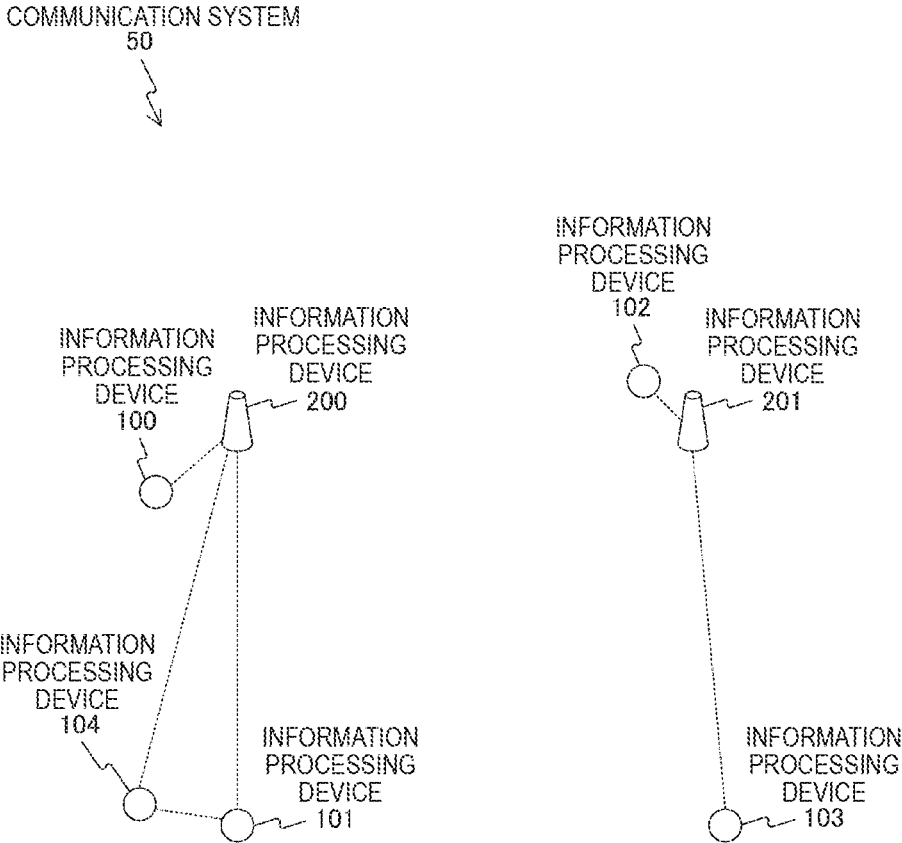 COMMUNICATION SYSTEM
50
INFORMATION
PROCESSING
DEVICE
102
INFORMATION
PROCESSING
DEVICE
200
INFORMATION
PROCESSING
DEVICE
201
INFORMATION
PROCESSING
DEVICE
100
INFORMATION
PROCESSING
DEVICE
104
INFORMATION
PROCESSING
DEVICE
101
INFORMATION
PROCESSING
DEVICE
103